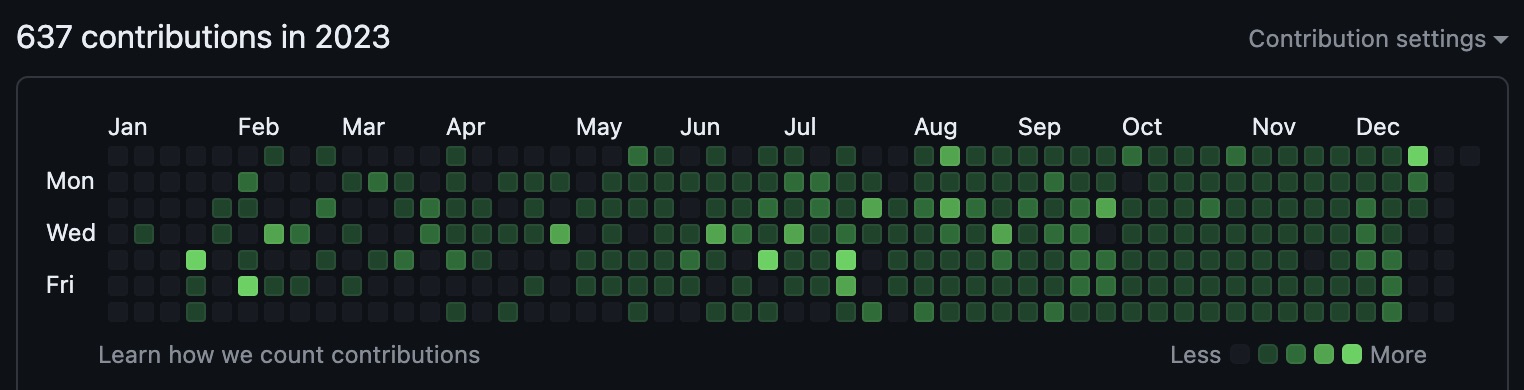 637 contributions in 2023
Contribution settings
Jan Feb Mar Apr May Jun Jul Aug Sep Oct Nov Dec
Mon
Wed
Fri
Learn how we count contributions
Less More